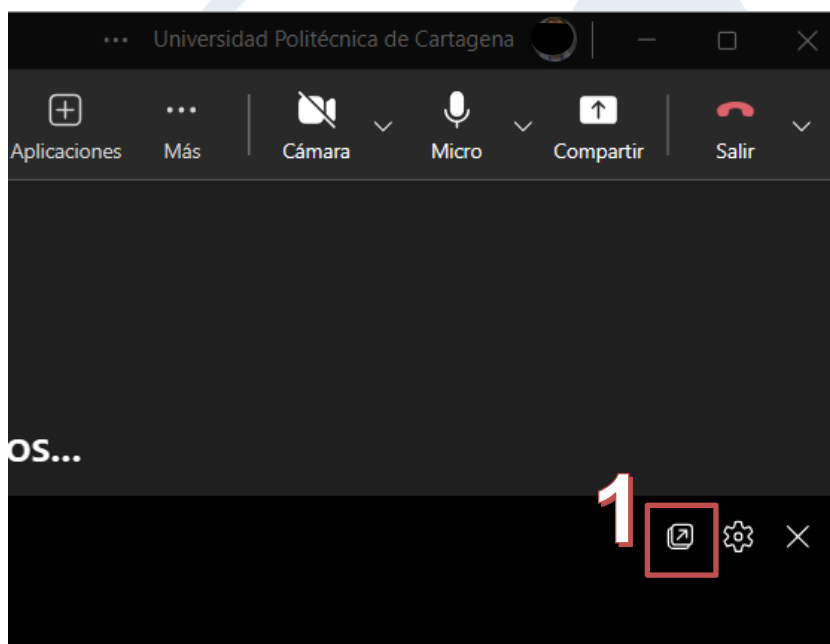 Universidad Politécnica de Cartagena
Aplicaciones Más Cámara Micro Compartir Salir
os...
1